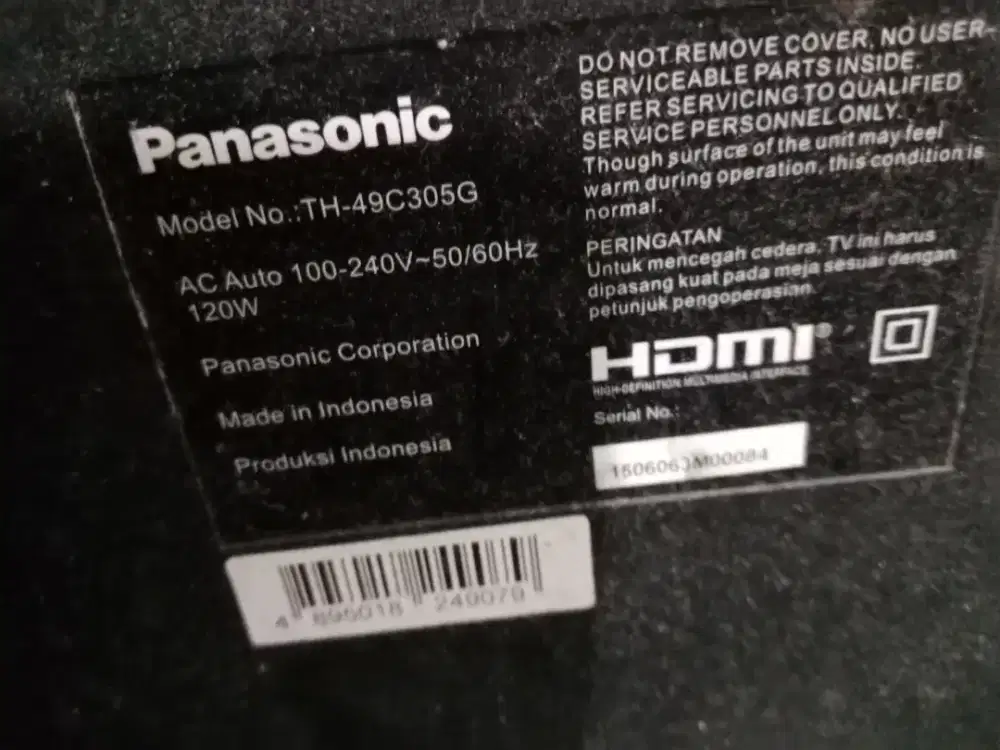 Panasonic
Model No.:TH-49C305G
AC Auto 100-240V~50/60Hz
120W
Panasonic Corporation
Made in Indonesia
Produksi Indonesia
DO NOT REMOVE COVER, NO USER-
SERVICEABLE PARTS INSIDE.
REFER SERVICING TO QUALIFIED
SERVICE PERSONNEL ONLY.
Though surface of the unit may feel
warm during operation, this condition is
normal.
PERINGATAN
Untuk mencegah cedera, TV ini harus
dipasang kuat pada meja sesuai dengan
petunjuk pengoperasian.
HDMI®
HIGH-DEFINITION MULTIMEDIA INTERFACE
Serial No.:
4 895018 249079